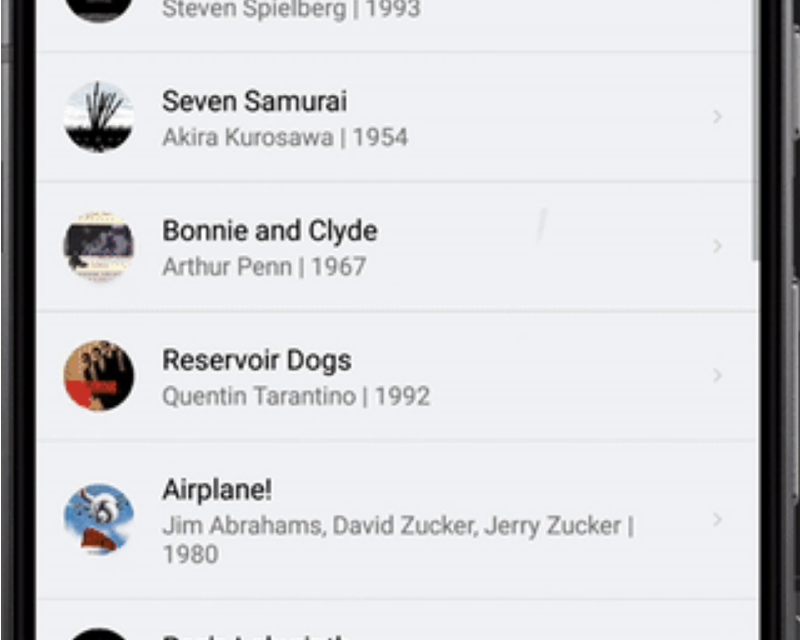 Steven Spielberg | 1993
Seven Samurai
Akira Kurosawa | 1954
Bonnie and Clyde
Arthur Penn | 1967
Reservoir Dogs
Quentin Tarantino | 1992
Airplane!
Jim Abrahams, David Zucker, Jerry Zucker |
1980